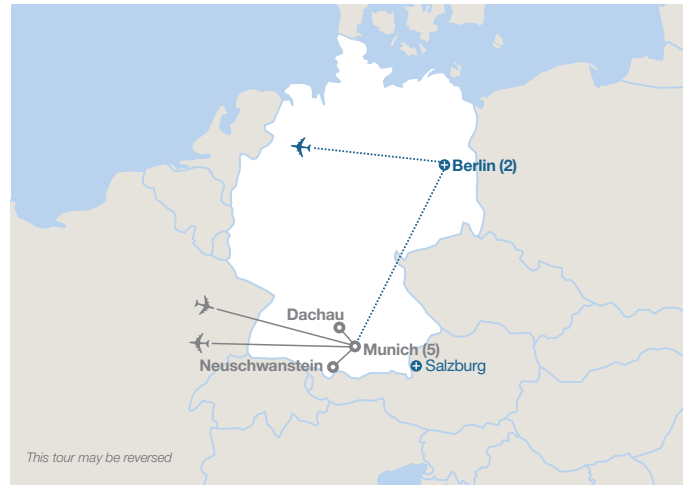 Berlin (2)
Dachau
Munich (5)
Neuschwanstein
Salzburg
This tour may be reversed